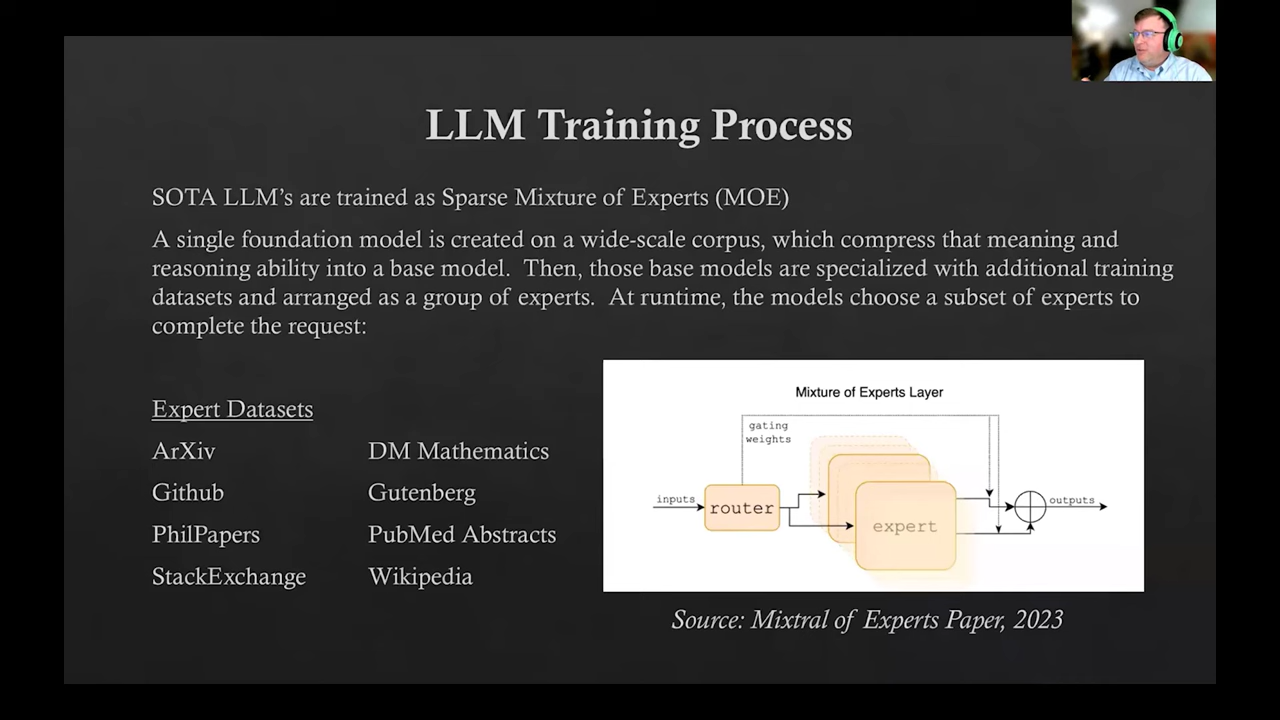 LLM Training Process
SOTA LLM's are trained as Sparse Mixture of Experts (MOE)
A single foundation model is created on a wide-scale corpus, which compress that meaning and
reasoning ability into a base model.  Then, those base models are specialized with additional training
datasets and arranged as a group of experts.  At runtime, the models choose a subset of experts to
complete the request:
Expert Datasets
ArXiv
Github
PhilPapers
StackExchange
DM Mathematics
Gutenberg
PubMed Abstracts
Wikipedia
Mixture of Experts Layer
gating
weights
inputs
router
expert
outputs
Source: Mixtral of Experts Paper, 2023